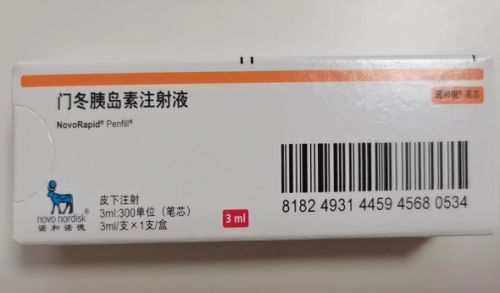 门冬胰岛素注射液
NovoRapid® Penfill®
诺和锐® 笔芯
novo nordisk®
诺和诺德
皮下注射
3ml:300单位（笔芯）
3ml/支×1支/盒
3 ml
8182 4931 4459 4568 0534